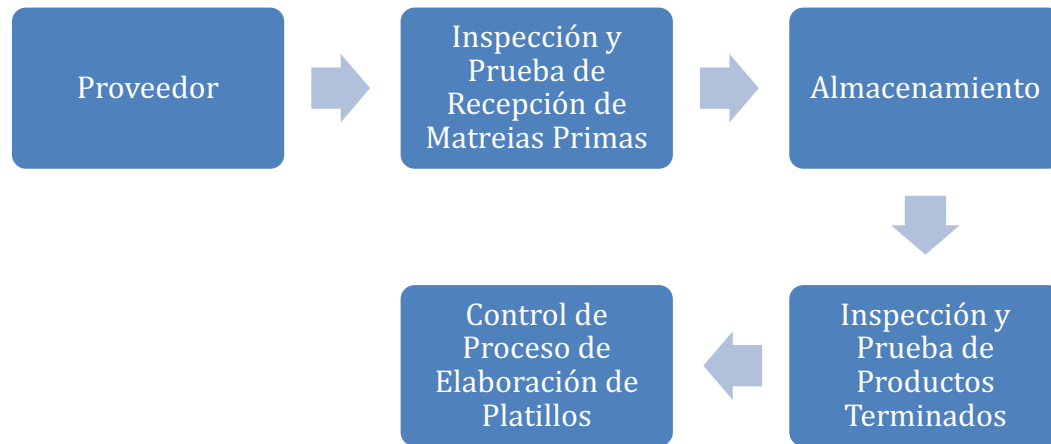 Proveedor
Inspección y
Prueba de
Recepción de
Matreias Primas
Almacenamiento
Inspección y
Prueba de
Productos
Terminados
Control de
Proceso de
Elaboración de
Platillos